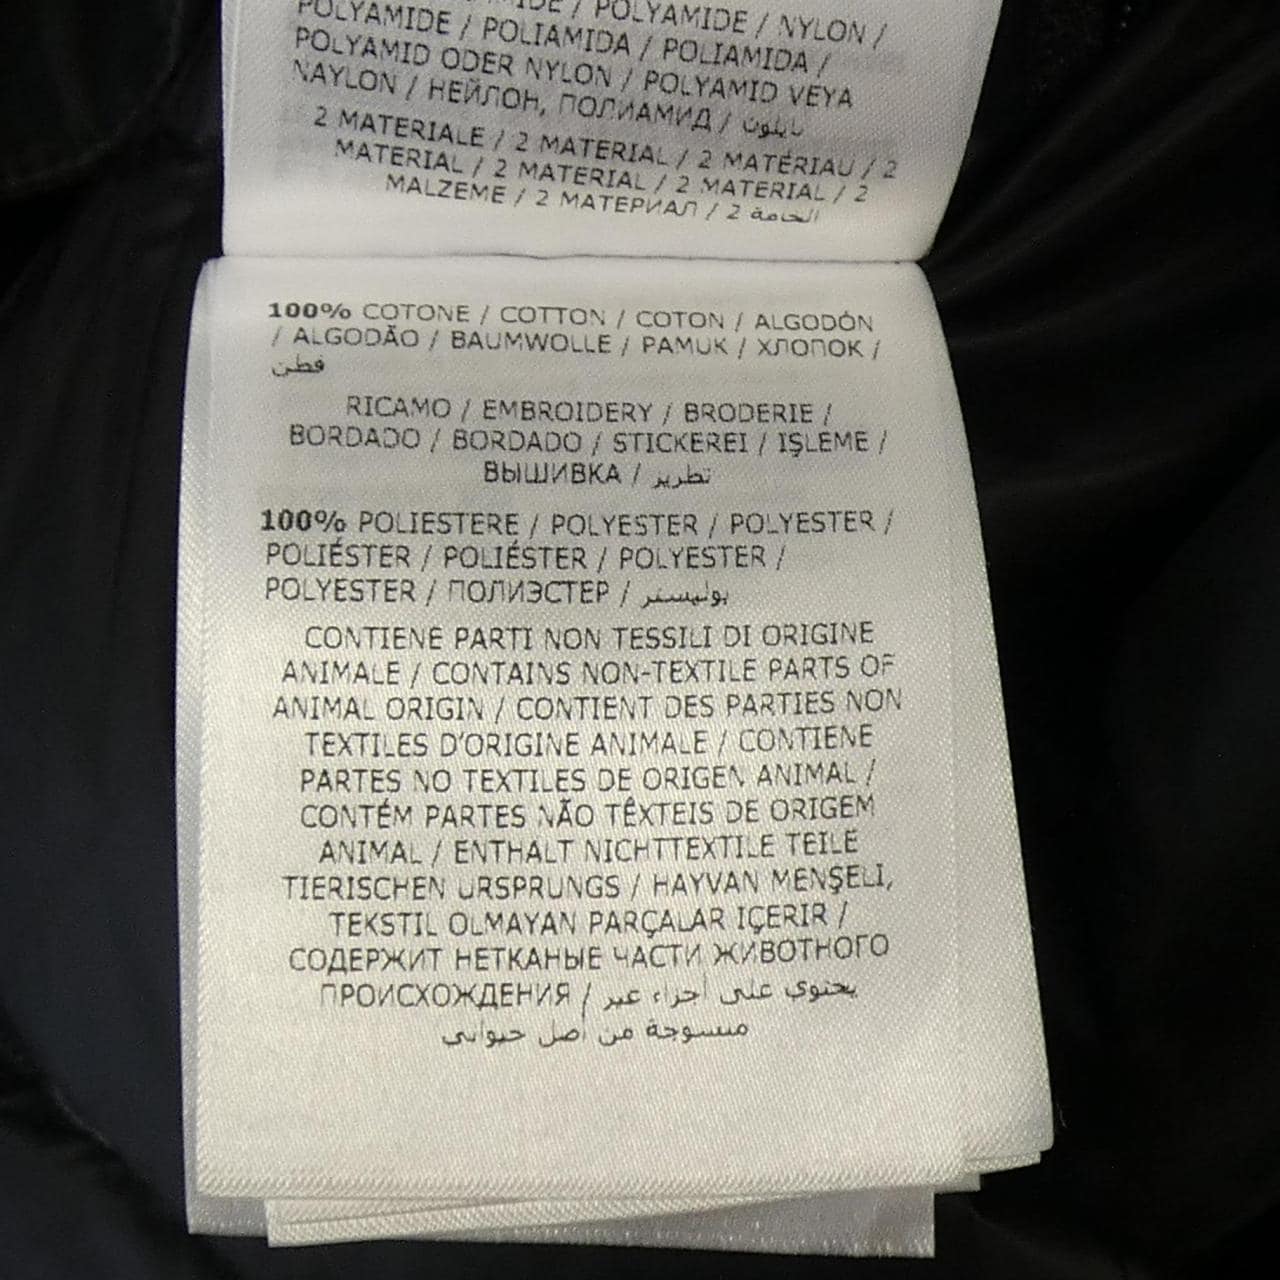 / POLYAMIDE / NYLON /
POLYAMIDE / POLIAMIDA / POLIAMIDA /
POLYAMID ODER NYLON / POLYAMID VEYA
NAYLON / НЕЙЛОН, ПОЛИАМИД / نايلون
2 MATERIALE / 2 MATERIAL / 2 MATÉRIAU / 2
MATERIAL / 2 MATERIAL / 2 MATERIAL / 2
MALZEME / 2 МАТЕРИАЛ / 2 الخامة
100% COTONE / COTTON / COTON / ALGODÓN
/ ALGODÃO / BAUMWOLLE / PAMUK / ХЛОПОК /
قطن
RICAMO / EMBROIDERY / BRODERIE /
BORDADO / BORDADO / STICKEREI / IŞLEME /
ВЫШИВКА / تطريز
100% POLIESTERE / POLYESTER / POLYESTER /
POLIÉSTER / POLIÉSTER / POLYESTER /
POLYESTER / ПОЛИЭСТЕР / بوليستر
CONTIENE PARTI NON TESSILI DI ORIGINE
ANIMALE / CONTAINS NON-TEXTILE PARTS OF
ANIMAL ORIGIN / CONTIENT DES PARTIES NON
TEXTILES D'ORIGINE ANIMALE / CONTIENE
PARTES NO TEXTILES DE ORIGEN ANIMAL /
CONTÉM PARTES NÃO TÊXTEIS DE ORIGEM
ANIMAL / ENTHÄLT NICHTTEXTILE TEILE
TIERISCHEN URSPRUNGS / HAYVAN MENŞELI,
TEKSTIL OLMAYAN PARÇALAR IÇERIR /
СОДЕРЖИТ НЕТКАНЫЕ ЧАСТИ ЖИВОТНОГО
ПРОИСХОЖДЕНИЯ / يحتوي على أجزاء غير
منسوجة من أصل حيواني